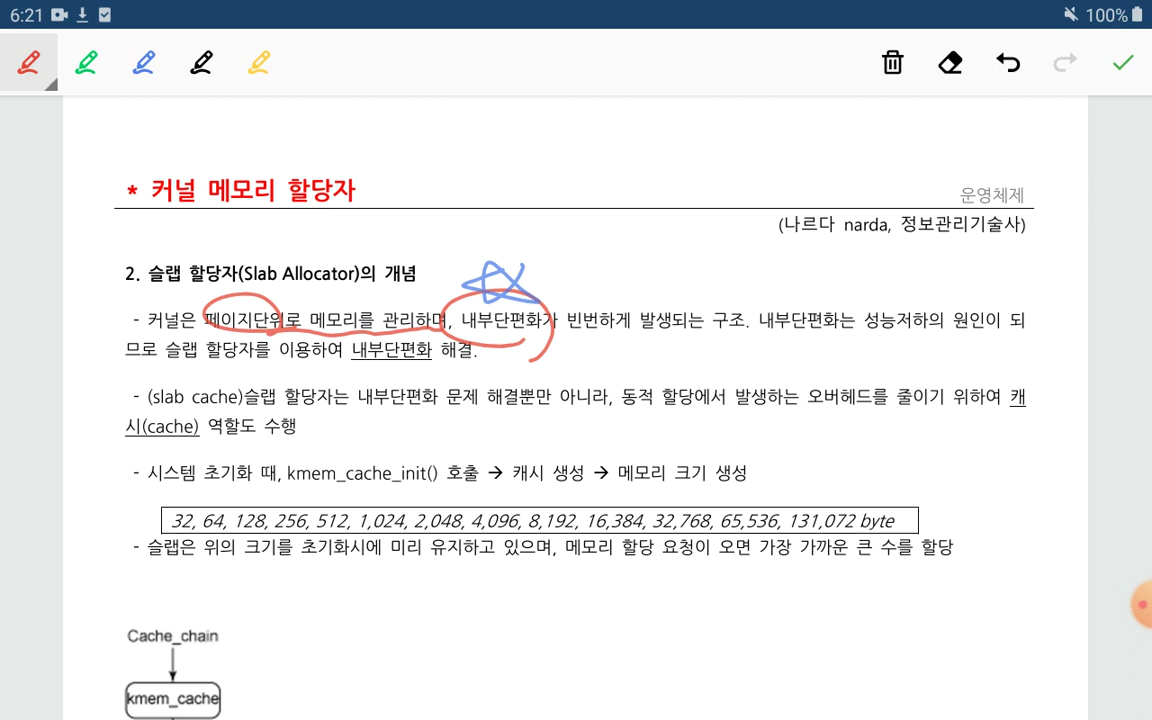 6:21 100%
* 커널 메모리 할당자 운영체제
(나르다 narda, 정보관리기술사)
2. 슬랩 할당자(Slab Allocator)의 개념
- 커널은 페이지단위로 메모리를 관리하며, 내부단편화가 빈번하게 발생되는 구조. 내부단편화는 성능저하의 원인이 되
므로 슬랩 할당자를 이용하여 내부단편화 해결.
- (slab cache)슬랩 할당자는 내부단편화 문제 해결뿐만 아니라, 동적 할당에서 발생하는 오버헤드를 줄이기 위하여 캐
시(cache) 역할도 수행
- 시스템 초기화 때, kmem_cache_init() 호출 → 캐시 생성 → 메모리 크기 생성
32, 64, 128, 256, 512, 1,024, 2,048, 4,096, 8,192, 16,384, 32,768, 65,536, 131,072 byte
- 슬랩은 위의 크기를 초기화시에 미리 유지하고 있으며, 메모리 할당 요청이 오면 가장 가까운 큰 수를 할당
Cache_chain
kmem_cache